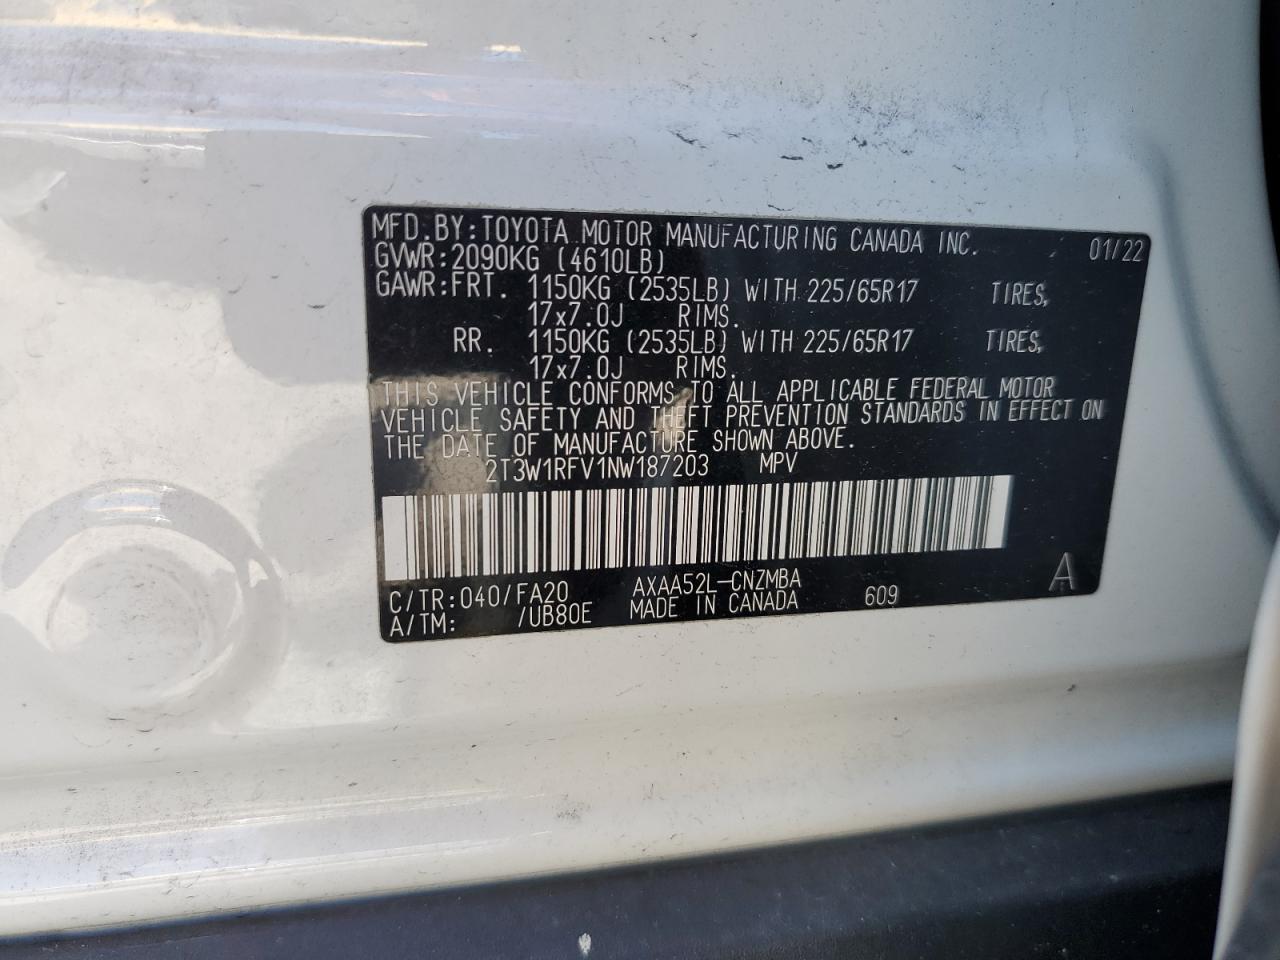 MFD.BY:TOYOTA MOTOR MANUFACTURING CANADA INC. 01/22
GVWR:2090KG (4610LB)
GAWR:FRT. 1150KG (2535LB) WITH 225/65R17 TIRES,
17x7.0J RIMS.
RR. 1150KG (2535LB) WITH 225/65R17 TIRES,
17x7.0J RIMS.
THIS VEHICLE CONFORMS TO ALL APPLICABLE FEDERAL MOTOR
VEHICLE SAFETY AND THEFT PREVENTION STANDARDS IN EFFECT ON
THE DATE OF MANUFACTURE SHOWN ABOVE.
2T3W1RFV1NW187203 MPV
C/TR:040/FA20 AXAA52L-CNZMBA A
A/TM: /UB80E MADE IN CANADA 609